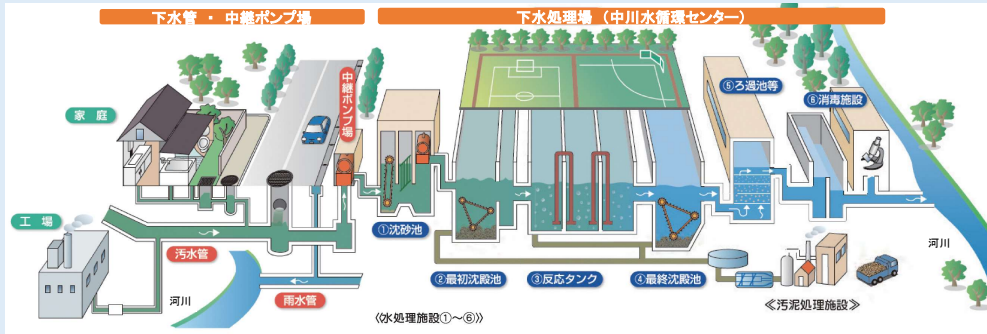 下水管 ・ 中継ポンプ場
下水処理場（中川水循環センター）
家庭
中継ポンプ場
⑤ろ過池等
⑥消毒施設
工場
汚水管
①沈砂池
②最初沈殿池
③反応タンク
④最終沈殿池
河川
河川
雨水管
≪汚泥処理施設≫
≪水処理施設①～⑥≫